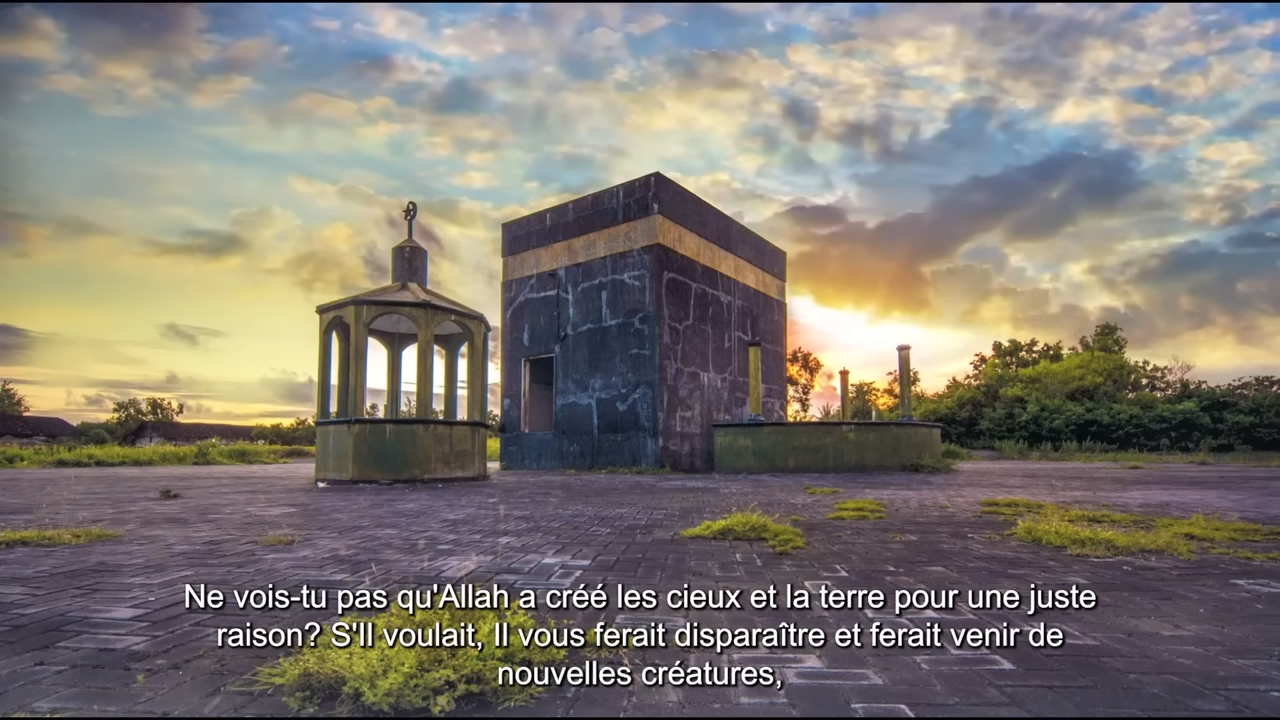 Ne vois-tu pas qu'Allah a créé les cieux et la terre pour une juste
raison? S'Il voulait, Il vous ferait disparaître et ferait venir de
nouvelles créatures,